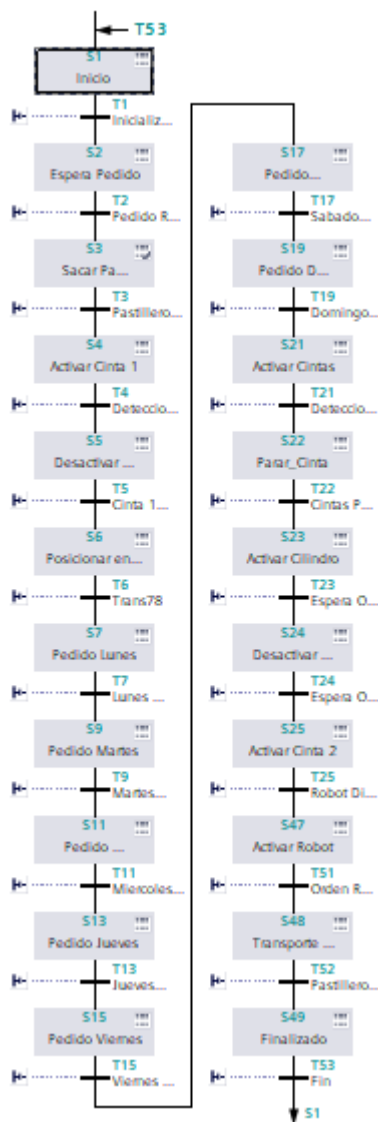 T53
S1
Inicio
T1
Inicializ...
S2
Espera Pedido
T2
Pedido R...
S3
Sacar Pa...
T3
Pastillero...
S4
Activar Cinta 1
T4
Deteccio...
S5
Desactivar ...
T5
Cinta 1...
S6
Posicionar en...
T6
Trans78
S7
Pedido Lunes
T7
Lunes ...
S9
Pedido Martes
T9
Martes...
S11
Pedido ...
T11
Miercoles...
S13
Pedido Jueves
T13
Jueves...
S15
Pedido Viernes
T15
Viernes ...
S17
Pedido...
T17
Sabado...
S19
Pedido D...
T19
Domingo...
S21
Activar Cintas
T21
Deteccio...
S22
Parar_Cinta
T22
Cintas P...
S23
Activar Cilindro
T23
Espera O...
S24
Desactivar ...
T24
Espera O...
S25
Activar Cinta 2
T25
Robot Di...
S47
Activar Robot
T51
Orden R...
S48
Transporte ...
T52
Pastillero...
S49
Finalizado
T53
Fin
S1